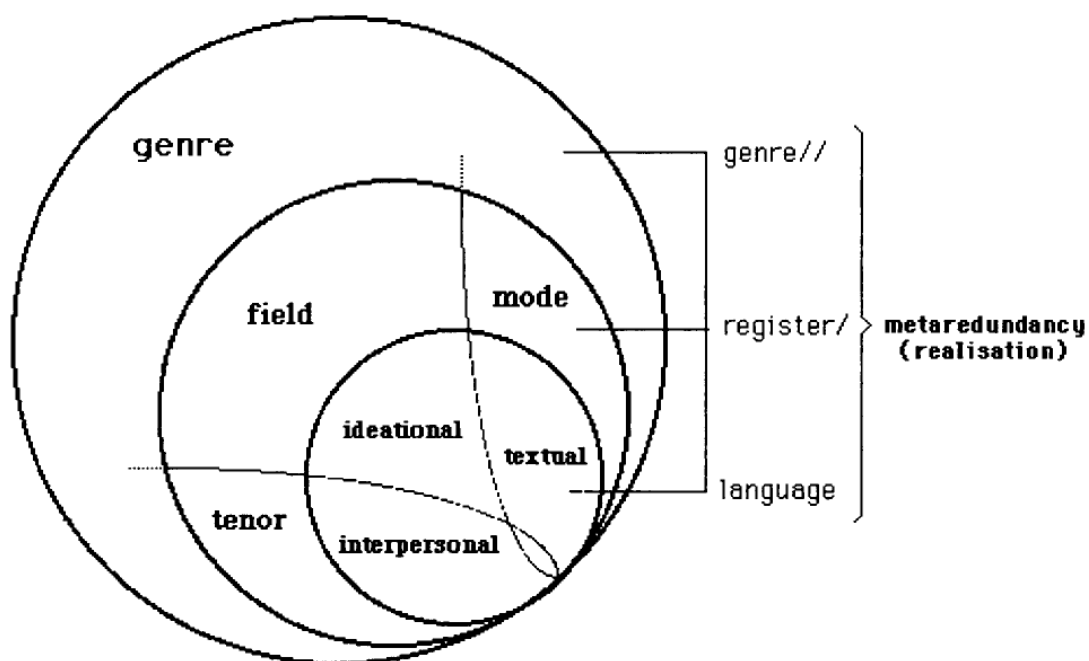 genre
genre//
mode
field
register/
metaredundancy
(realisation)
ideational
textual
language
tenor
interpersonal